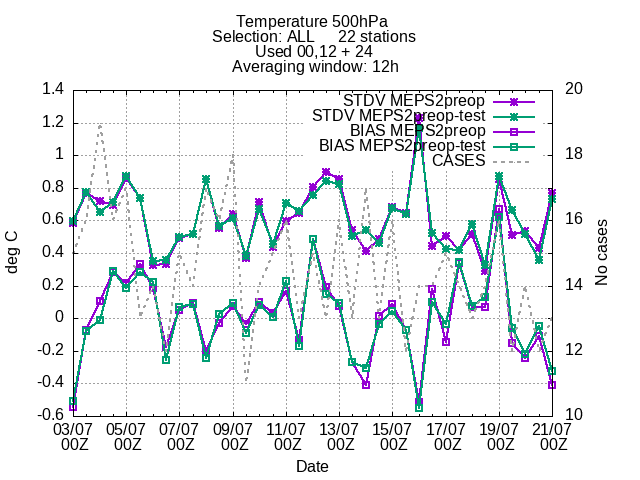 Temperature 500hPa
Selection: ALL 22 stations
Used 00,12 + 24
Averaging window: 12h
STDV MEPS2preop
STDV MEPS2preop-test
BIAS MEPS2preop
BIAS MEPS2preop-test
CASES
deg C
1.4
1.2
1
0.8
0.6
0.4
0.2
0
-0.2
-0.4
-0.6
No cases
20
18
16
14
12
10
03/07 05/07 07/07 09/07 11/07 13/07 15/07 17/07 19/07 21/07
00Z 00Z 00Z 00Z 00Z 00Z 00Z 00Z 00Z 00Z
Date